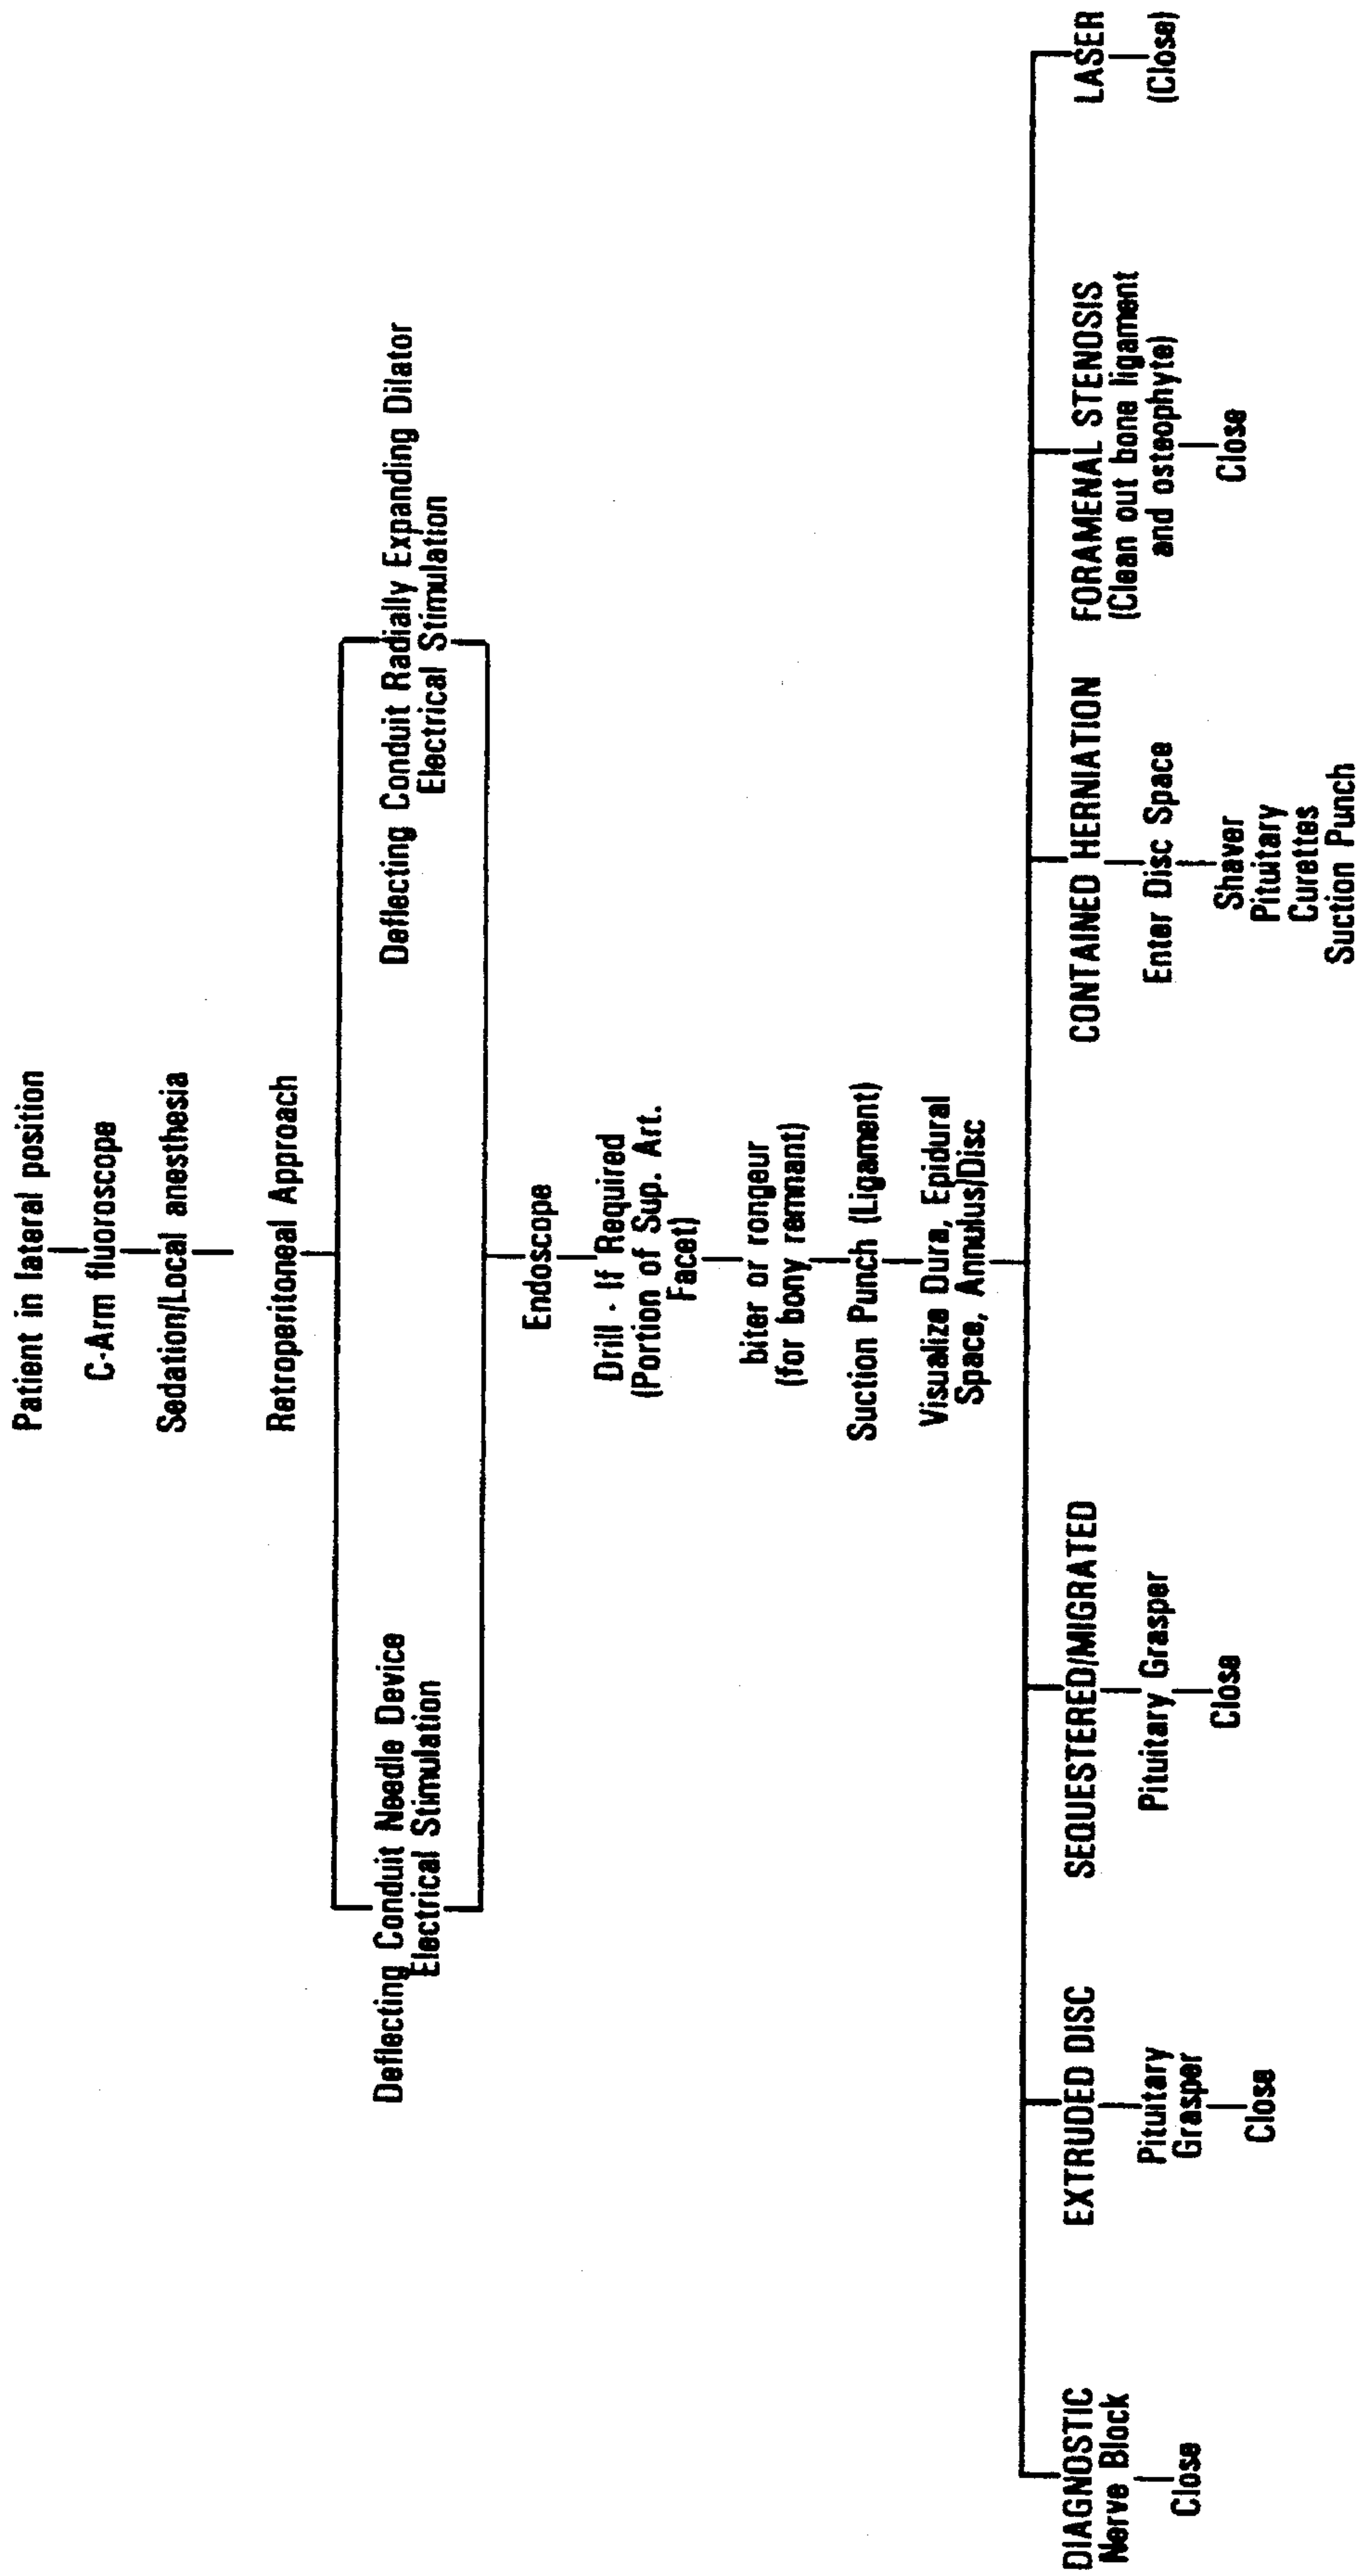 Patient in lateral position
C-Arm fluoroscope
Sedation/Local anesthesia
Retroperitoneal Approach
Deflecting Conduit Needle Device
Electrical Stimulation
Deflecting Conduit Radially Expanding Dilator
Electrical Stimulation
Endoscope
Drill - If Required
(Portion of Sup. Art.
Facet)
biter or rongeur
(for bony remnant)
Suction Punch (Ligament)
Visualize Dura, Epidural
Space, Annulus/Disc
DIAGNOSTIC
Nerve Block
Close
EXTRUDED DISC
Pituitary
Grasper
Close
SEQUESTERED/MIGRATED
Pituitary Grasper
Close
CONTAINED HERNIATION
Enter Disc Space
Shaver
Pituitary
Curettes
Suction Punch
FORAMENAL STENOSIS
(Clean out bone ligament
and osteophyte)
Close
LASER
(Close)